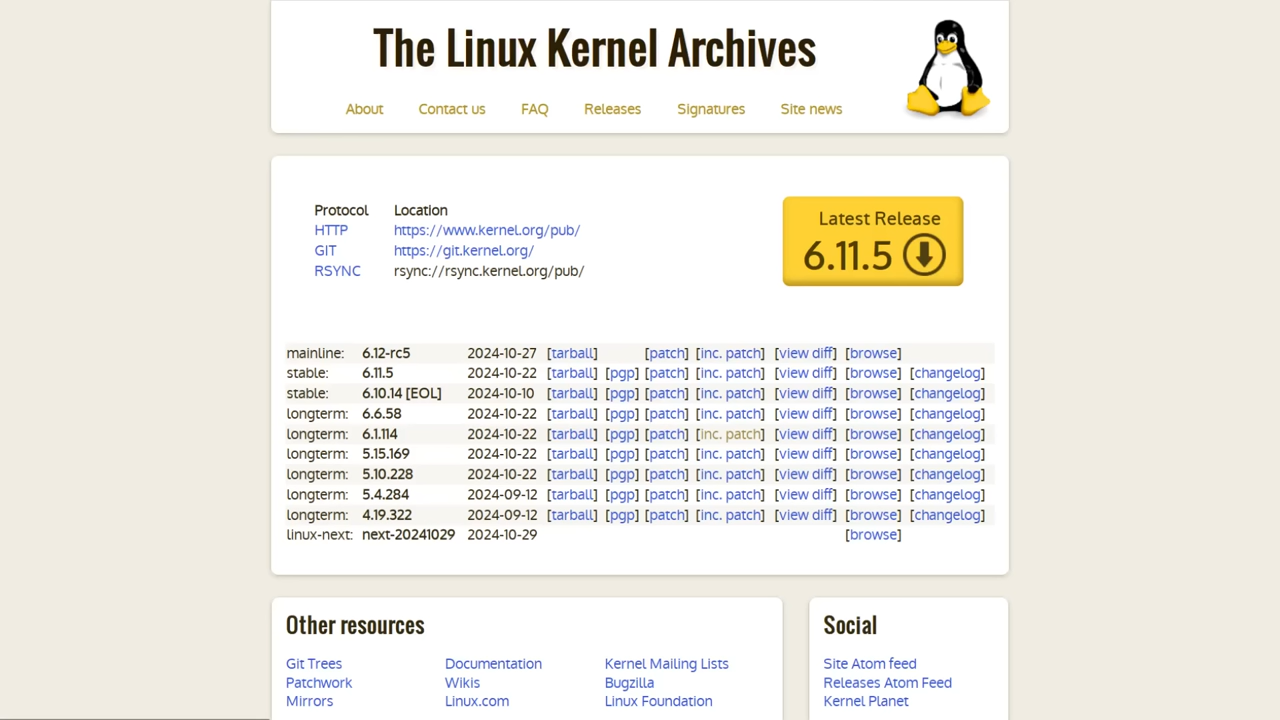 The Linux Kernel Archives
About Contact us FAQ Releases Signatures Site news
Protocol Location
HTTP https://www.kernel.org/pub/
GIT https://git.kernel.org/
RSYNC rsync://rsync.kernel.org/pub/
Latest Release
6.11.5
mainline: 6.12-rc5 2024-10-27 [tarball] [patch] [inc. patch] [view diff] [browse]
stable: 6.11.5 2024-10-22 [tarball] [pgp] [patch] [inc. patch] [view diff] [browse] [changelog]
stable: 6.10.14 [EOL] 2024-10-10 [tarball] [pgp] [patch] [inc. patch] [view diff] [browse] [changelog]
longterm: 6.6.58 2024-10-22 [tarball] [pgp] [patch] [inc. patch] [view diff] [browse] [changelog]
longterm: 6.1.114 2024-10-22 [tarball] [pgp] [patch] [inc. patch] [view diff] [browse] [changelog]
longterm: 5.15.169 2024-10-22 [tarball] [pgp] [patch] [inc. patch] [view diff] [browse] [changelog]
longterm: 5.10.228 2024-10-22 [tarball] [pgp] [patch] [inc. patch] [view diff] [browse] [changelog]
longterm: 5.4.284 2024-09-12 [tarball] [pgp] [patch] [inc. patch] [view diff] [browse] [changelog]
longterm: 4.19.322 2024-09-12 [tarball] [pgp] [patch] [inc. patch] [view diff] [browse] [changelog]
linux-next: next-20241029 2024-10-29 [browse]
Other resources
Git Trees Documentation Kernel Mailing Lists
Patchwork Wikis Bugzilla
Mirrors Linux.com Linux Foundation
Social
Site Atom feed
Releases Atom Feed
Kernel Planet